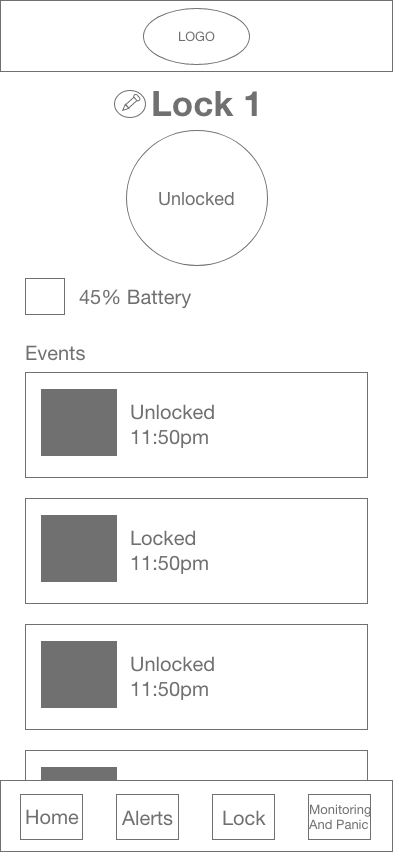 LOGO
Lock 1
Unlocked
45% Battery
Events
Unlocked
11:50pm
Locked
11:50pm
Unlocked
11:50pm
Home
Alerts
Lock
Monitoring
And Panic